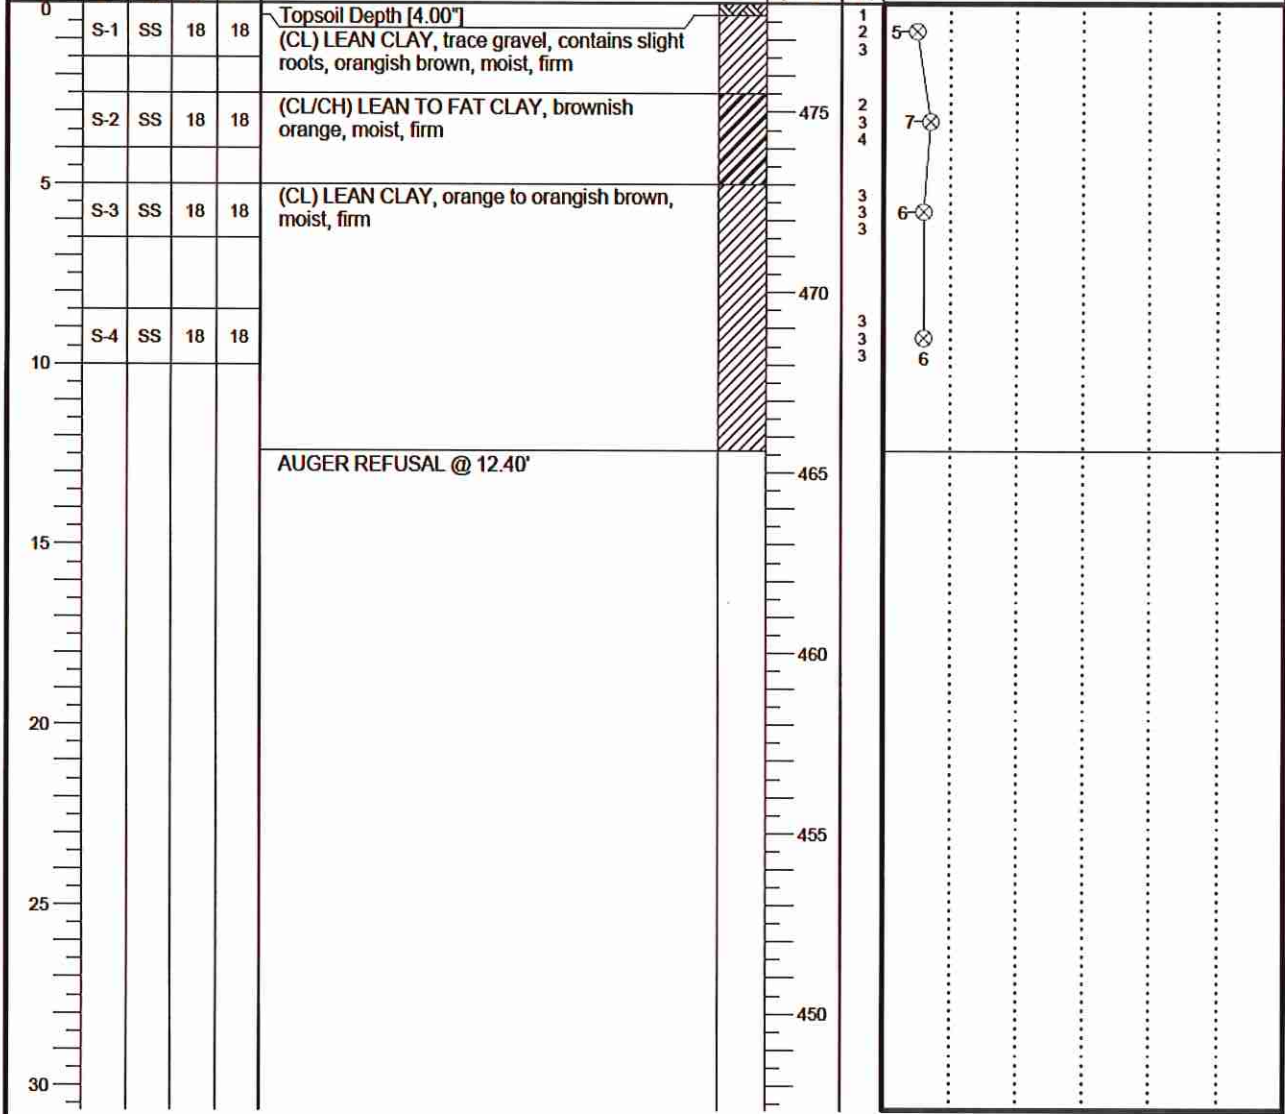 0
S-1 SS 18 18
Topsoil Depth [4.00"]
(CL) LEAN CLAY, trace gravel, contains slight
roots, orangish brown, moist, firm
1
2
3
5
S-2 SS 18 18
(CL/CH) LEAN TO FAT CLAY, brownish
orange, moist, firm
475
2
3
4
7
5
S-3 SS 18 18
(CL) LEAN CLAY, orange to orangish brown,
moist, firm
3
3
3
6
470
S-4 SS 18 18
3
3
3
6
10
AUGER REFUSAL @ 12.40'
465
15
460
20
455
25
450
30